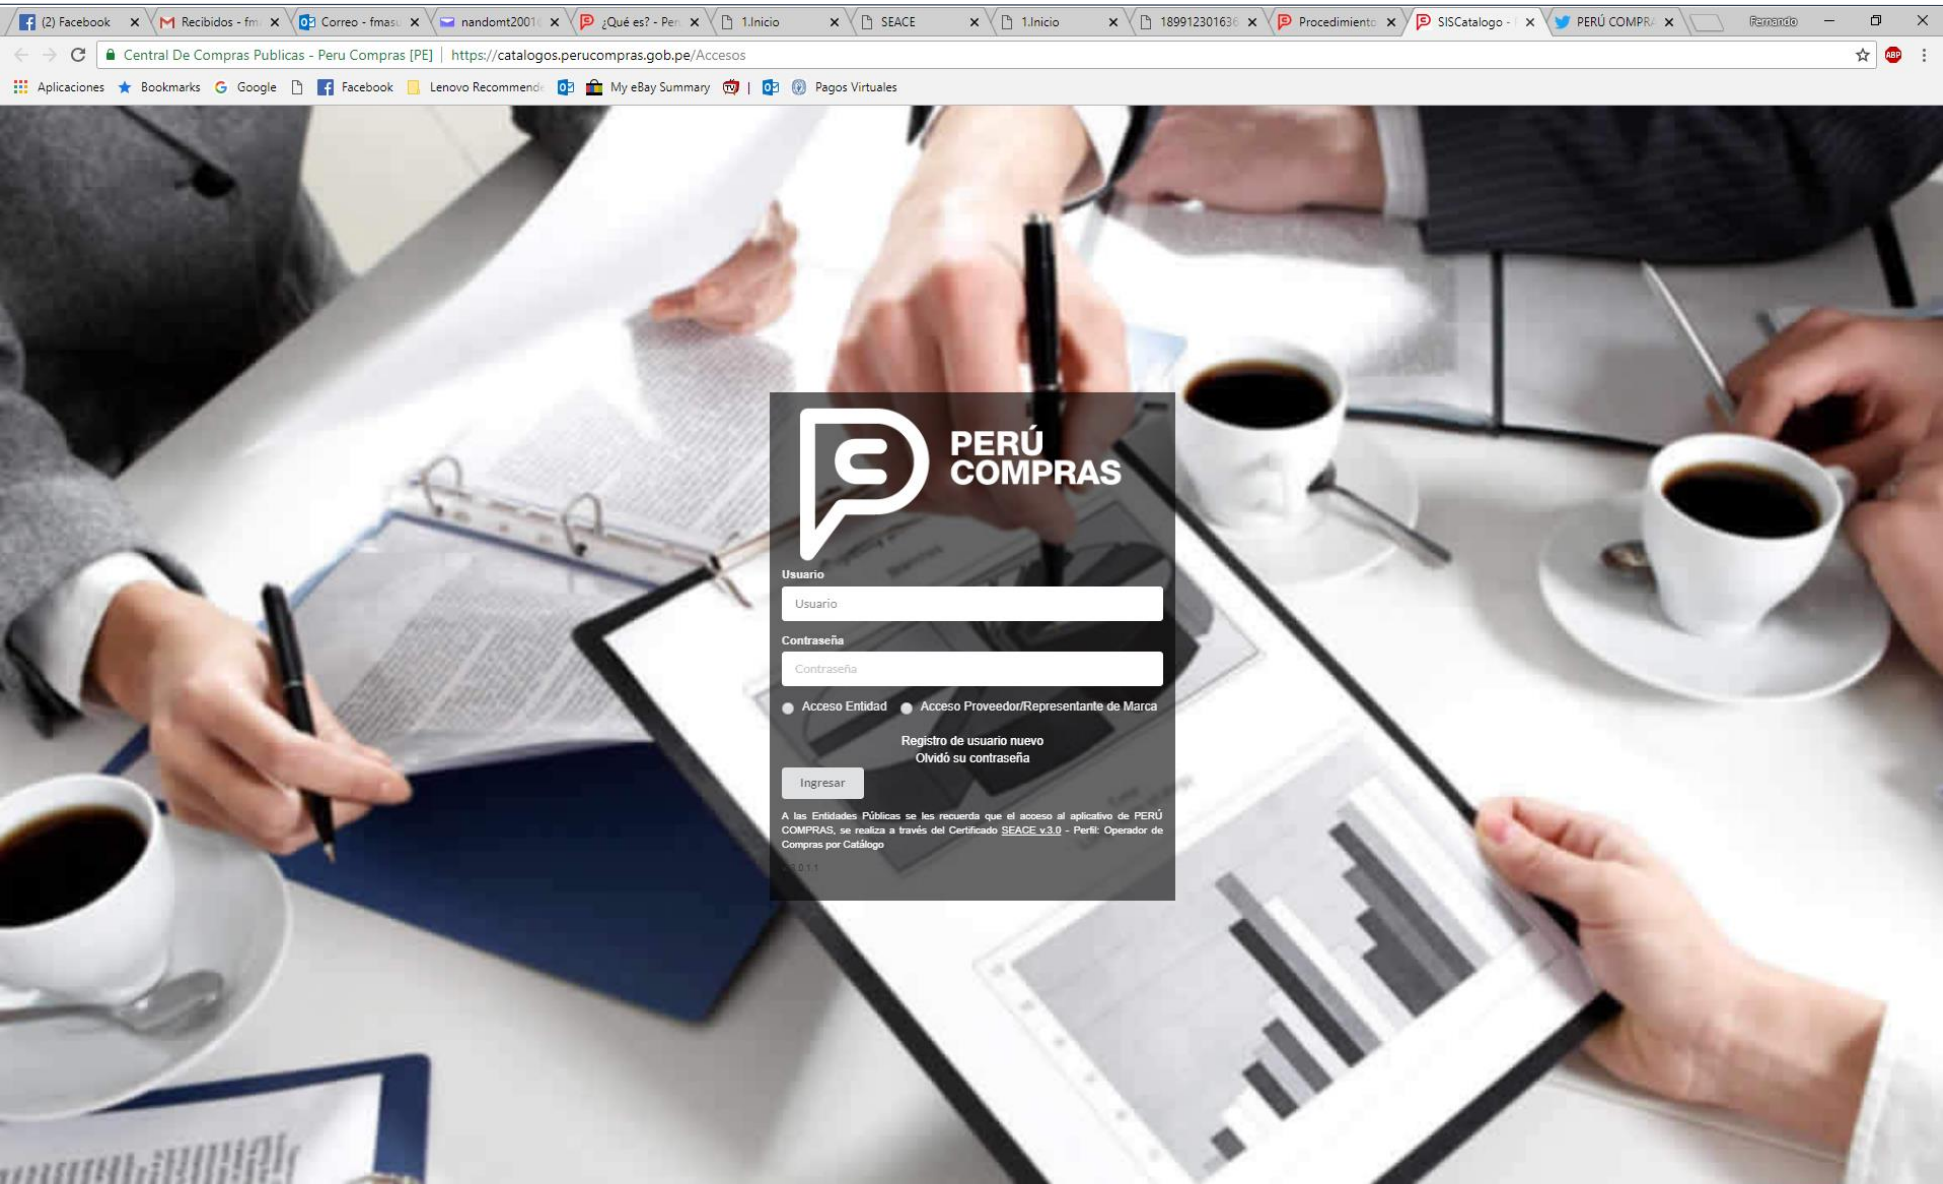 (2) Facebook
Recibidos - fm
Correo - fmasu
nandomt2001
¿Qué es? - Per
1.Inicio
SEACE
1.Inicio
189912301636
Procedimiento
SISCatalogo -
PERÚ COMPRA
Fernando
Central De Compras Publicas - Peru Compras [PE] | https://catalogos.perucompras.gob.pe/Accesos
ABP
Aplicaciones
Bookmarks
Google
Facebook
Lenovo Recommende
My eBay Summary
Pagos Virtuales
PERÚ
COMPRAS
Usuario
Usuario
Contraseña
Contraseña
Acceso Entidad
Acceso Proveedor/Representante de Marca
Registro de usuario nuevo
Olvidó su contraseña
Ingresar
A las Entidades Públicas se les recuerda que el acceso al aplicativo de PERÚ
COMPRAS, se realiza a través del Certificado SEACE v.3.0 - Perfil: Operador de
Compras por Catálogo